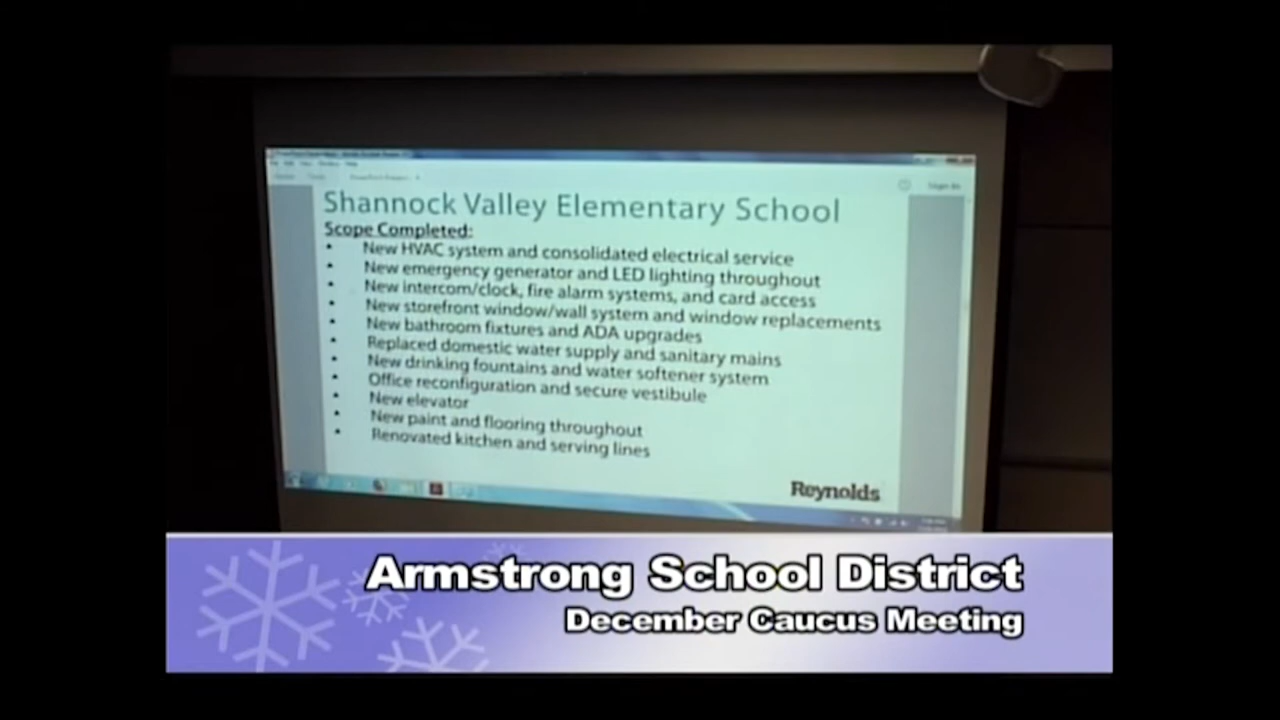 Shannock Valley Elementary School
Scope Completed:
• New HVAC system and consolidated electrical service
• New emergency generator and LED lighting throughout
• New intercom/clock, fire alarm systems, and card access
• New storefront window/wall system and window replacements
• New bathroom fixtures and ADA upgrades
• Replaced domestic water supply and sanitary mains
• New drinking fountains and water softener system
• Office reconfiguration and secure vestibule
• New elevator
• New paint and flooring throughout
• Renovated kitchen and serving lines
Reynolds
Armstrong School District
December Caucus Meeting